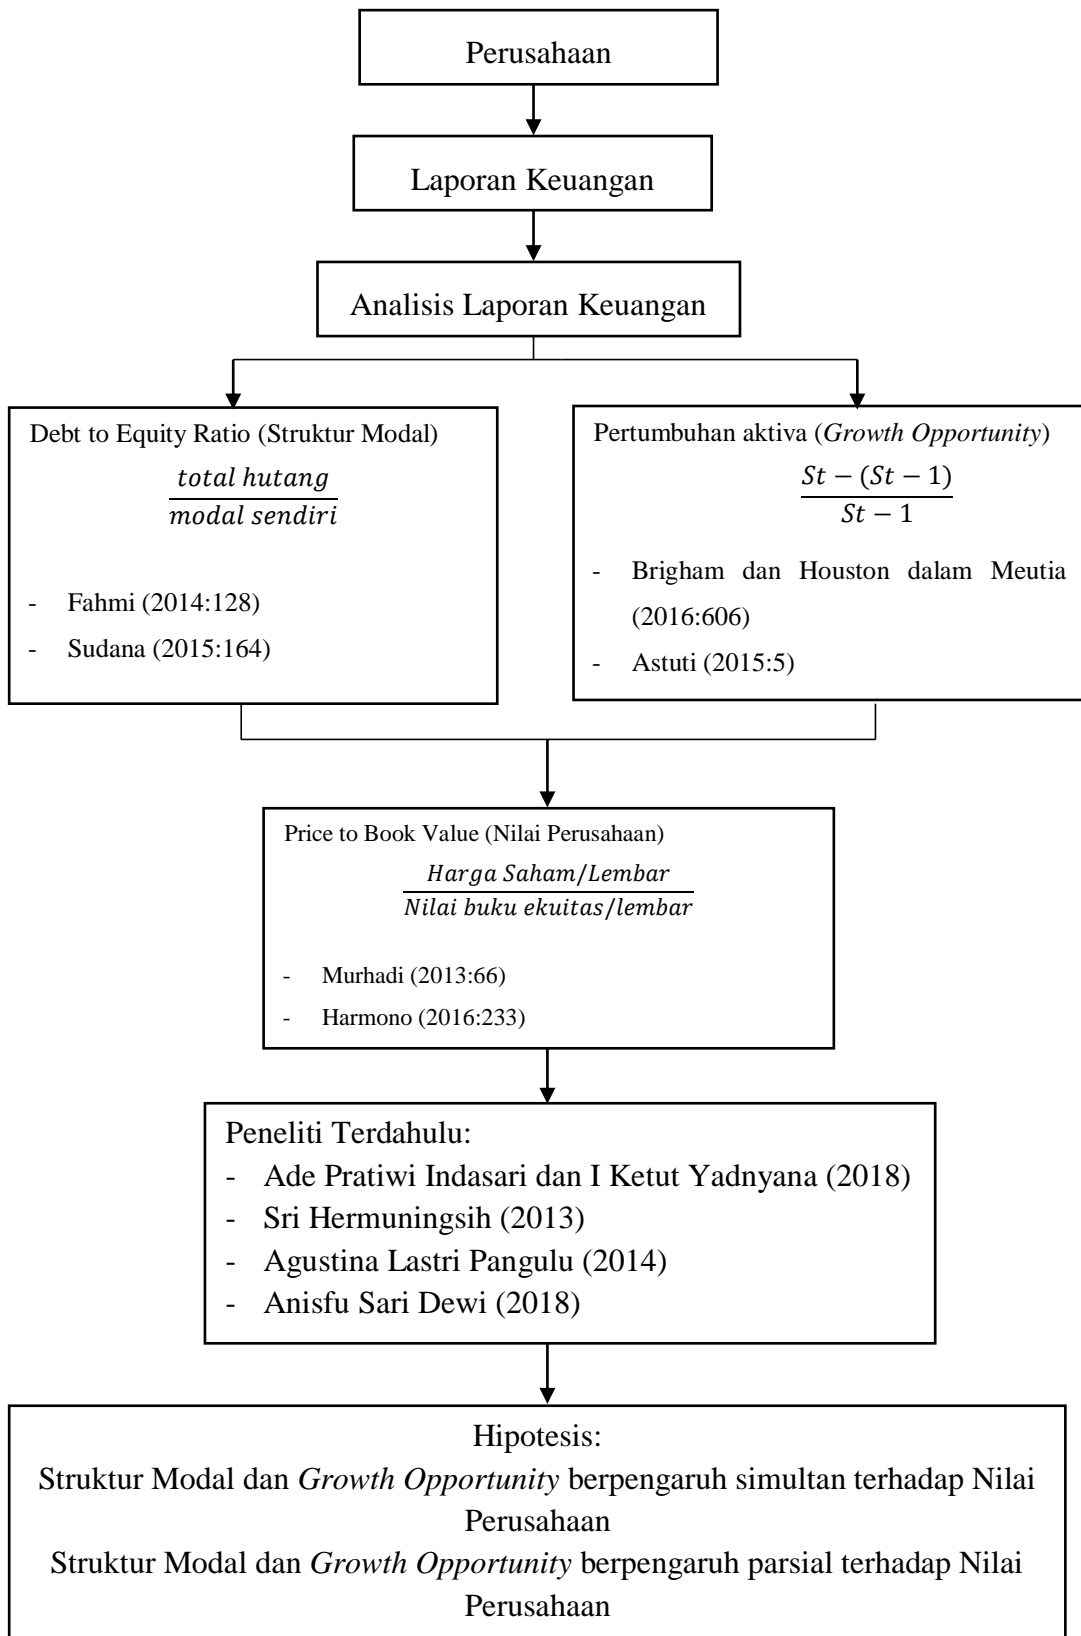 Perusahaan
Laporan Keuangan
Analisis Laporan Keuangan
Debt to Equity Ratio (Struktur Modal)
total hutang
modal sendiri
- Fahmi (2014:128)
- Sudana (2015:164)
Pertumbuhan aktiva (Growth Opportunity)
St − (St − 1)
St − 1
- Brigham dan Houston dalam Meutia
(2016:606)
- Astuti (2015:5)
Price to Book Value (Nilai Perusahaan)
Harga Saham/Lembar
Nilai buku ekuitas/lembar
- Murhadi (2013:66)
- Harmono (2016:233)
Peneliti Terdahulu:
- Ade Pratiwi Indasari dan I Ketut Yadnyana (2018)
- Sri Hermuningsih (2013)
- Agustina Lastri Pangulu (2014)
- Anisfu Sari Dewi (2018)
Hipotesis:
Struktur Modal dan Growth Opportunity berpengaruh simultan terhadap Nilai
Perusahaan
Struktur Modal dan Growth Opportunity berpengaruh parsial terhadap Nilai
Perusahaan